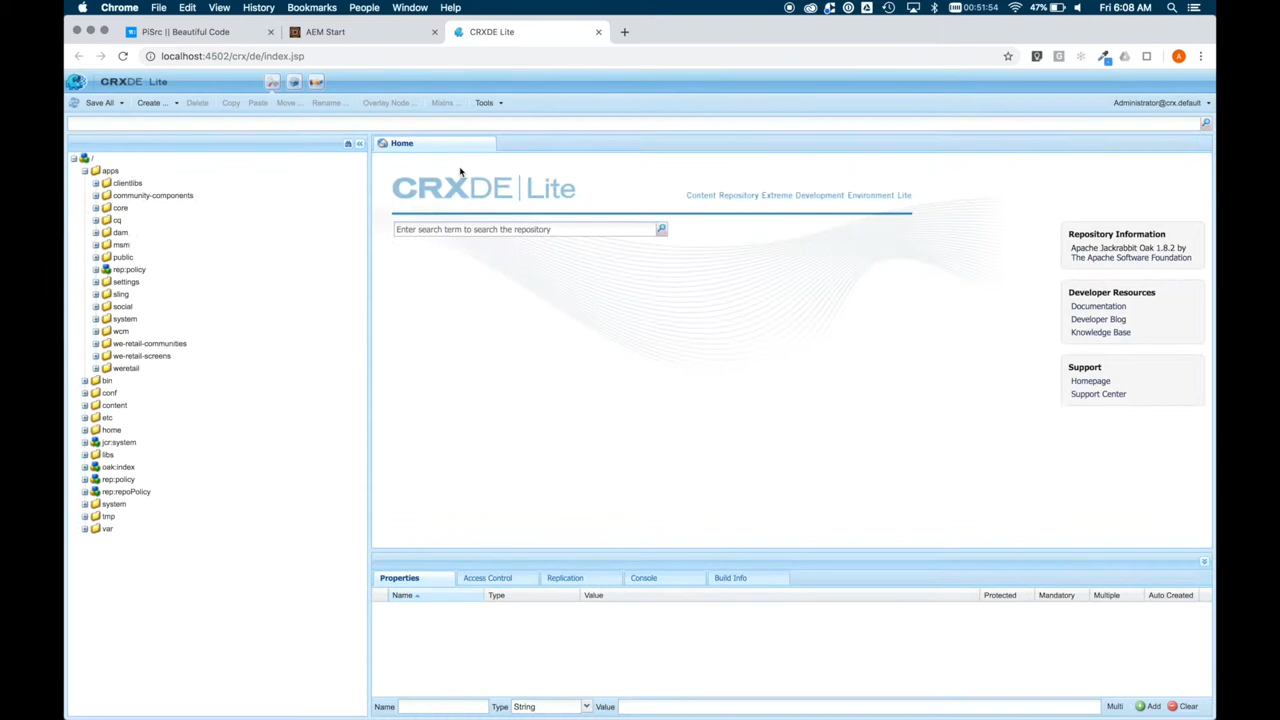 Chrome File Edit View History Bookmarks People Window Help 00:51:54 47% Fri 6:08 AM
PiSrc || Beautiful Code
AEM Start
CRXDE Lite
localhost:4502/crx/de/index.jsp
A
CRXDE Lite
Save All Create ... Delete Copy Paste Move ... Rename ... Overlay Node ... Mixins ... Tools Administrator@crx.default
Home
/
apps
clientlibs
community-components
core
cq
dam
msm
public
rep:policy
settings
sling
social
system
wcm
we-retail-communities
we-retail-screens
weretail
bin
conf
content
etc
home
jcr:system
libs
oak:index
rep:policy
rep:repoPolicy
system
tmp
var
CRXDE | Lite
Content Repository Extreme Development Environment Lite
Enter search term to search the repository
Repository Information
Apache Jackrabbit Oak 1.8.2 by
The Apache Software Foundation
Developer Resources
Documentation
Developer Blog
Knowledge Base
Support
Homepage
Support Center
Properties Access Control Replication Console Build Info
Name Type Value Protected Mandatory Multiple Auto Created
Name Type String Value Multi Add Clear